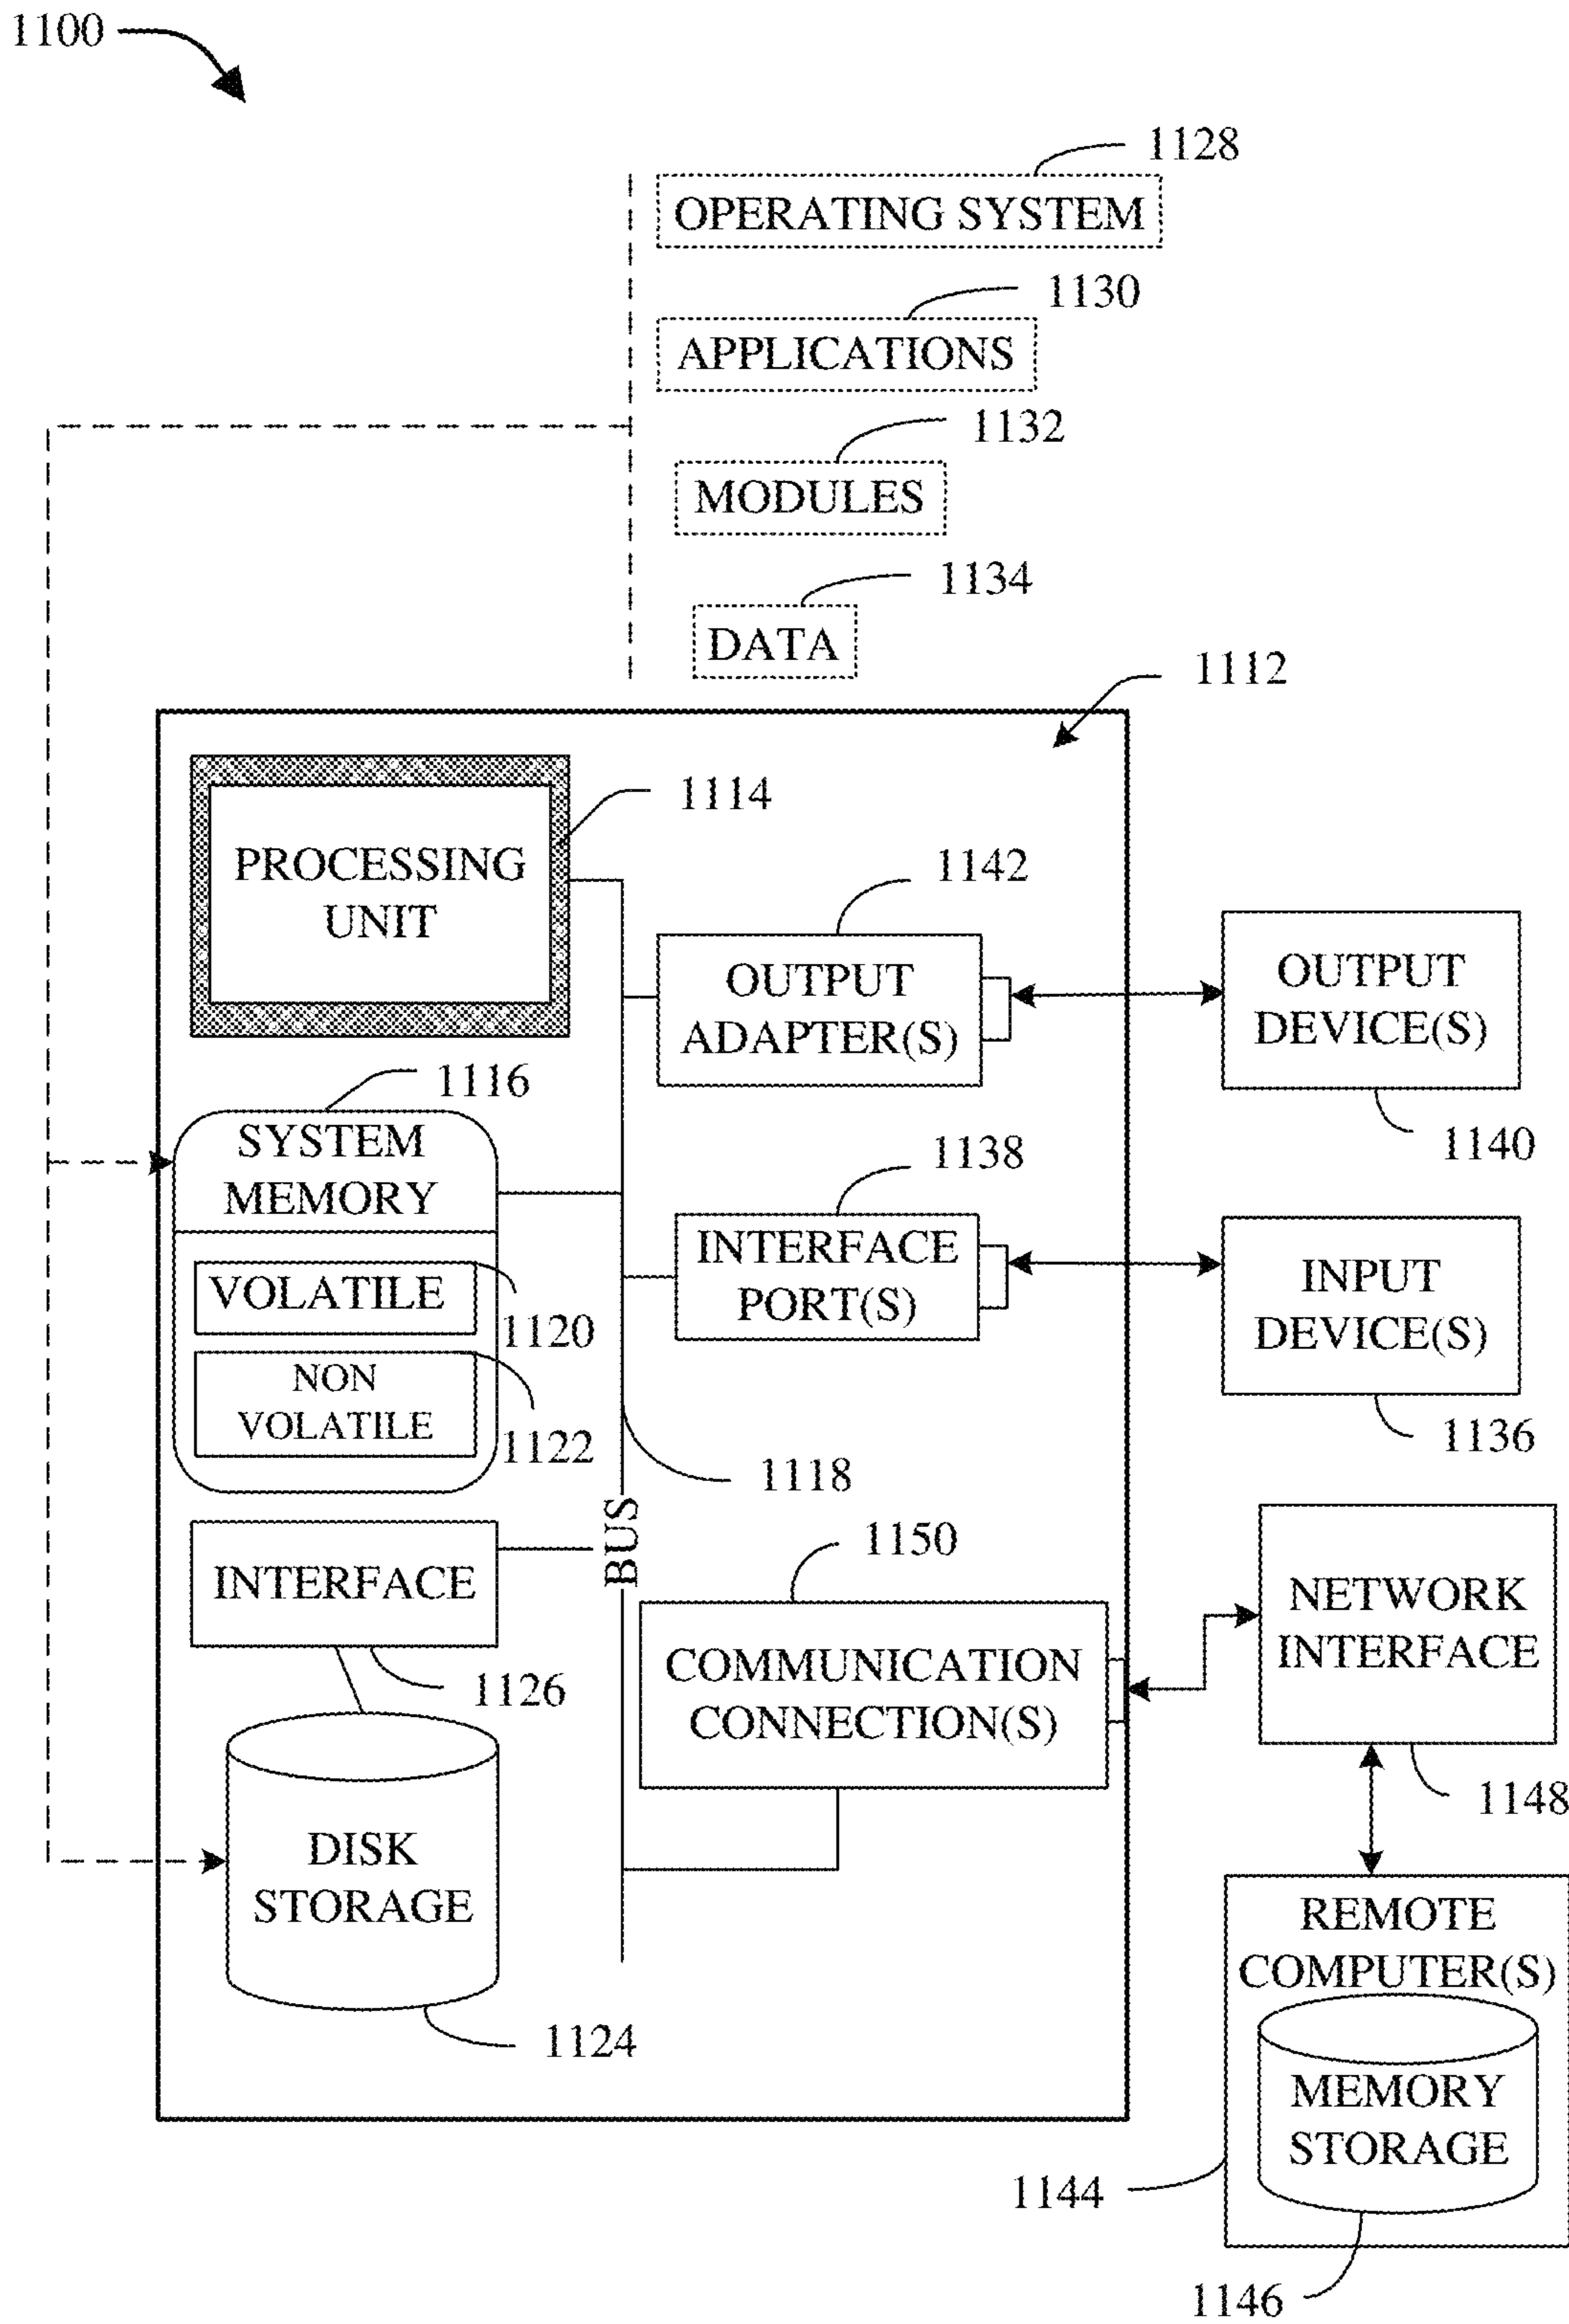 1100
1128
OPERATING SYSTEM
1130
APPLICATIONS
1132
MODULES
1134
DATA
1112
PROCESSING
UNIT
1114
1142
OUTPUT
ADAPTER(S)
OUTPUT
DEVICE(S)
1140
1116
SYSTEM
MEMORY
VOLATILE
1120
NON
VOLATILE
1122
1138
INTERFACE
PORT(S)
INPUT
DEVICE(S)
1136
1118
BUS
INTERFACE
1126
1150
COMMUNICATION
CONNECTION(S)
NETWORK
INTERFACE
1148
DISK
STORAGE
1124
REMOTE
COMPUTER(S)
MEMORY
STORAGE
1144
1146